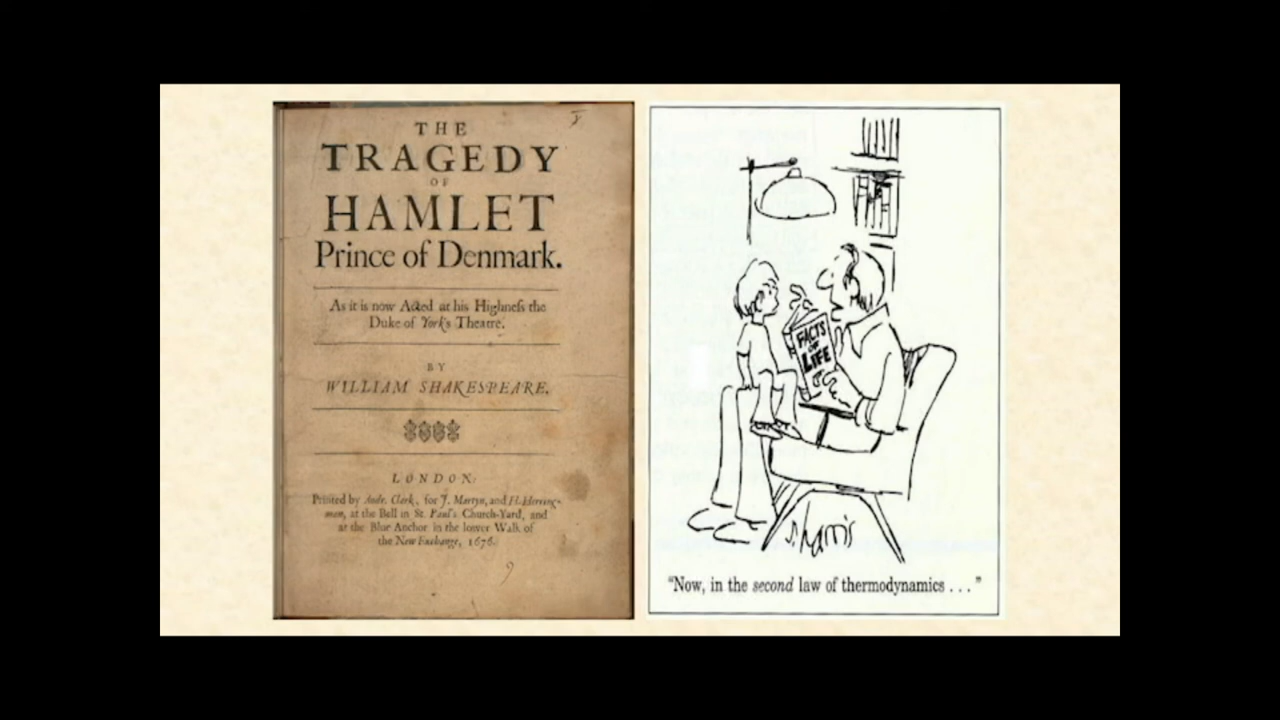 THE
TRAGEDY
OF
HAMLET
Prince of Denmark.
As it is now Acted at his Highneſs the
Duke of York's Theatre.
BY
WILLIAM SHAKESPEARE.
LONDON:
Printed by Andr. Clark, for J. Martyn, and H. Herring-
man, at the Bell in St. Paul's Church-Yard, and
at the Blue Anchor in the lower Walk of
the New Exchange, 1676.
9
FACTS
OF
LIFE
S. harris
“Now, in the second law of thermodynamics . . . ”